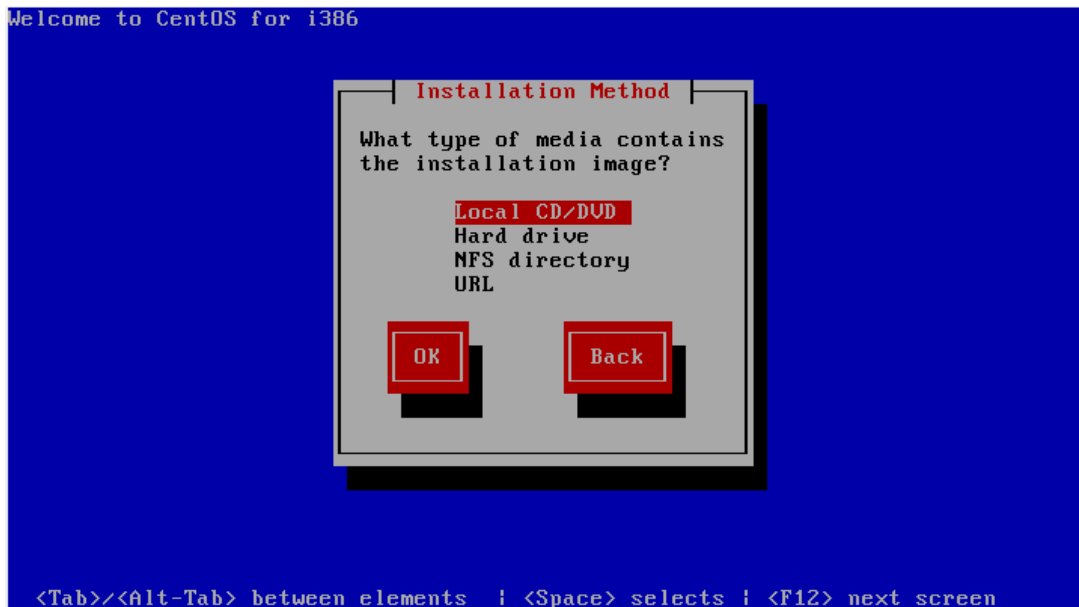 Welcome to CentOS for i386
Installation Method
What type of media contains
the installation image?
Local CD/DVD
Hard drive
NFS directory
URL
OK Back
<Tab>/<Alt-Tab> between elements | <Space> selects | <F12> next screen